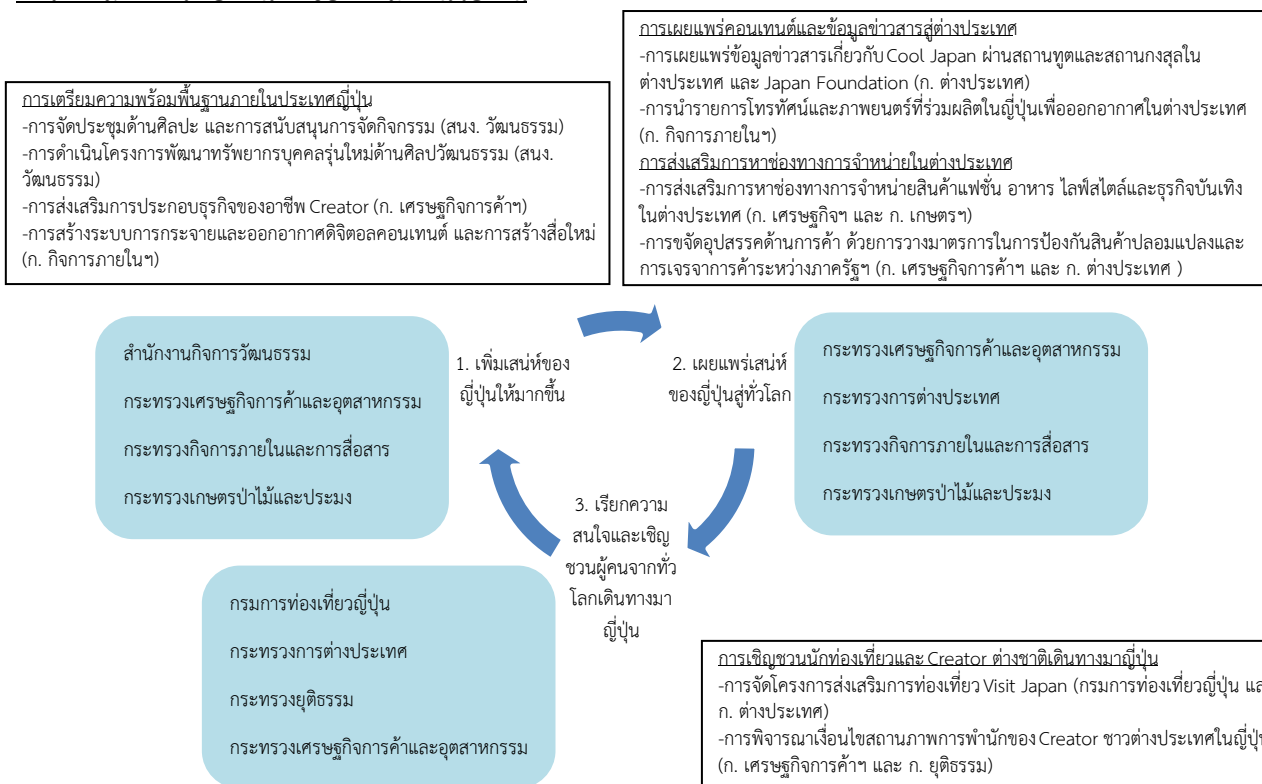 การเตรียมความพร้อมพื้นฐานภายในประเทศญี่ปุ่น
-การจัดประชุมด้านศิลปะ และการสนับสนุนการจัดกิจกรรม (สนง. วัฒนธรรม)
-การดำเนินโครงการพัฒนาทรัพยากรบุคคลรุ่นใหม่ด้านศิลปวัฒนธรรม (สนง.
วัฒนธรรม)
-การส่งเสริมการประกอบธุรกิจของอาชีพ Creator (ก. เศรษฐกิจการค้าฯ)
-การสร้างระบบการกระจายและออกอากาศดิจิตอลคอนเทนต์ และการสร้างสื่อใหม่
(ก. กิจการภายในฯ)
การเผยแพร่คอนเทนต์และข้อมูลข่าวสารสู่ต่างประเทศ
-การเผยแพร่ข้อมูลข่าวสารเกี่ยวกับ Cool Japan ผ่านสถานทูตและสถานกงสุลใน
ต่างประเทศ และ Japan Foundation (ก. ต่างประเทศ)
-การนำรายการโทรทัศน์และภาพยนตร์ที่ร่วมผลิตในญี่ปุ่นเพื่อออกอากาศในต่างประเทศ
(ก. กิจการภายในฯ)
การส่งเสริมการหาช่องทางการจำหน่ายในต่างประเทศ
-การส่งเสริมการหาช่องทางการจำหน่ายสินค้าแฟชั่น อาหาร ไลฟ์สไตล์และธุรกิจบันเทิง
ในต่างประเทศ (ก. เศรษฐกิจฯ และ ก. เกษตรฯ)
-การขจัดอุปสรรคด้านการค้า ด้วยการวางมาตรการในการป้องกันสินค้าปลอมแปลงและ
การเจรจาการค้าระหว่างภาครัฐฯ (ก. เศรษฐกิจการค้าฯ และ ก. ต่างประเทศ )
สำนักงานกิจการวัฒนธรรม
กระทรวงเศรษฐกิจการค้าและอุตสาหกรรม
กระทรวงกิจการภายในและการสื่อสาร
กระทรวงเกษตรป่าไม้และประมง
1. เพิ่มเสน่ห์ของ
ญี่ปุ่นให้มากขึ้น
2. เผยแพร่เสน่ห์
ของญี่ปุ่นสู่ทั่วโลก
กระทรวงเศรษฐกิจการค้าและอุตสาหกรรม
กระทรวงการต่างประเทศ
กระทรวงกิจการภายในและการสื่อสาร
กระทรวงเกษตรป่าไม้และประมง
3. เรียกความ
สนใจและเชิญ
ชวนผู้คนจากทั่ว
โลกเดินทางมา
ญี่ปุ่น
กรมการท่องเที่ยวญี่ปุ่น
กระทรวงการต่างประเทศ
กระทรวงยุติธรรม
กระทรวงเศรษฐกิจการค้าและอุตสาหกรรม
การเชิญชวนนักท่องเที่ยวและ Creator ต่างชาติเดินทางมาญี่ปุ่น
-การจัดโครงการส่งเสริมการท่องเที่ยว Visit Japan (กรมการท่องเที่ยวญี่ปุ่น
ก. ต่างประเทศ)
-การพิจารณาเงื่อนไขสถานภาพการพำนักของ Creator ชาวต่างประเทศในญี่ปุ่น
(ก. เศรษฐกิจการค้าฯ และ ก. ยุติธรรม)